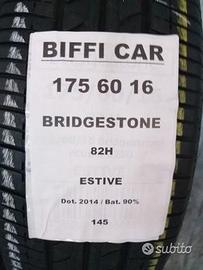 BIFFI CAR
175 60 16
BRIDGESTONE
82H
ESTIVE
Dot. 2014 / Bat. 90%
145
subito